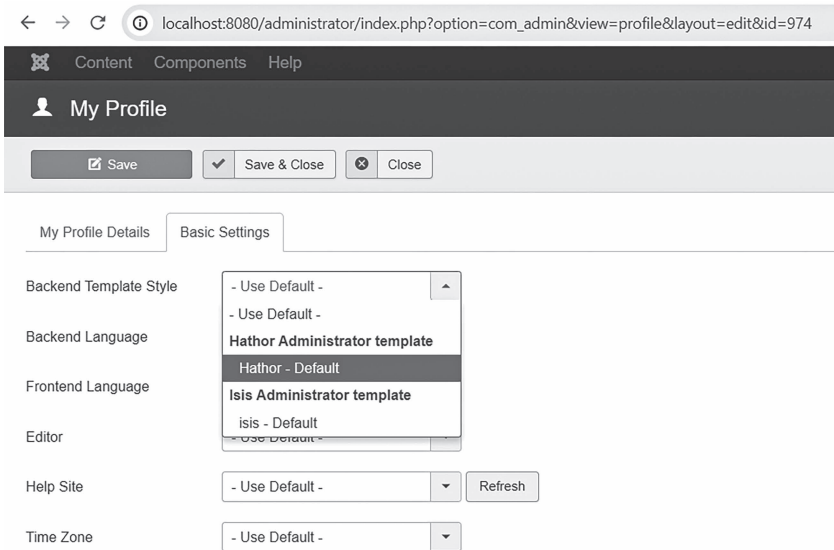 localhost:8080/administrator/index.php?option=com_admin&view=profile&layout=edit&id=974
Content Components Help
My Profile
Save Save & Close Close
My Profile Details Basic Settings
Backend Template Style - Use Default -
- Use Default -
Backend Language Hathor Administrator template
Hathor - Default
Frontend Language Isis Administrator template
isis - Default
Editor - Use Default -
Help Site - Use Default - Refresh
Time Zone - Use Default -